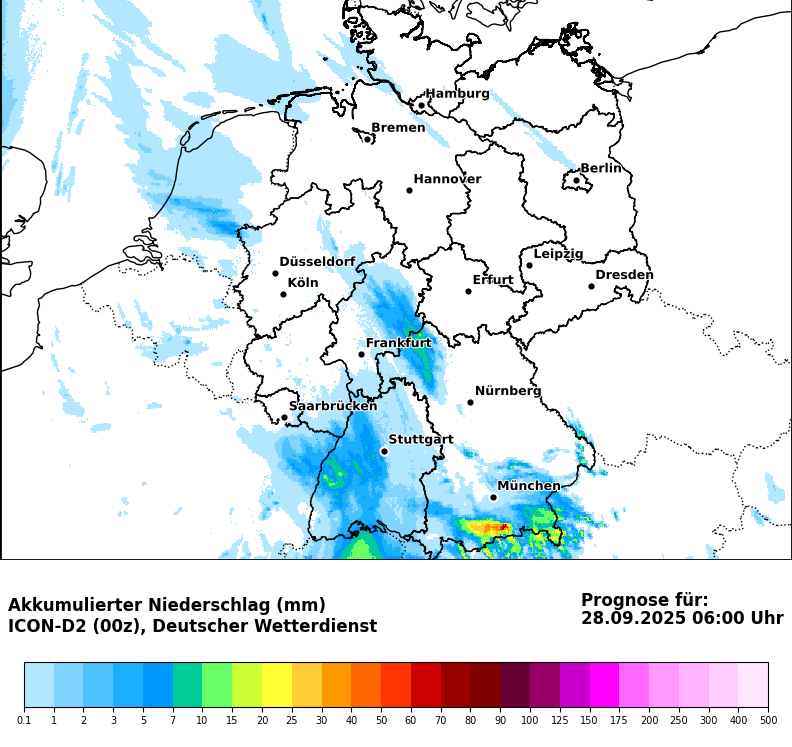 Hamburg
Bremen
Berlin
Hannover
Leipzig
Düsseldorf
Dresden
Köln
Erfurt
Frankfurt
Nürnberg
Saarbrücken
Stuttgart
München
Akkumulierter Niederschlag (mm)
ICON-D2 (00z), Deutscher Wetterdienst
Prognose für:
28.09.2025 06:00 Uhr
0.1 1 2 3 5 7 10 15 20 25 30 40 50 60 70 80 90 100 125 150 175 200 250 300 400 500